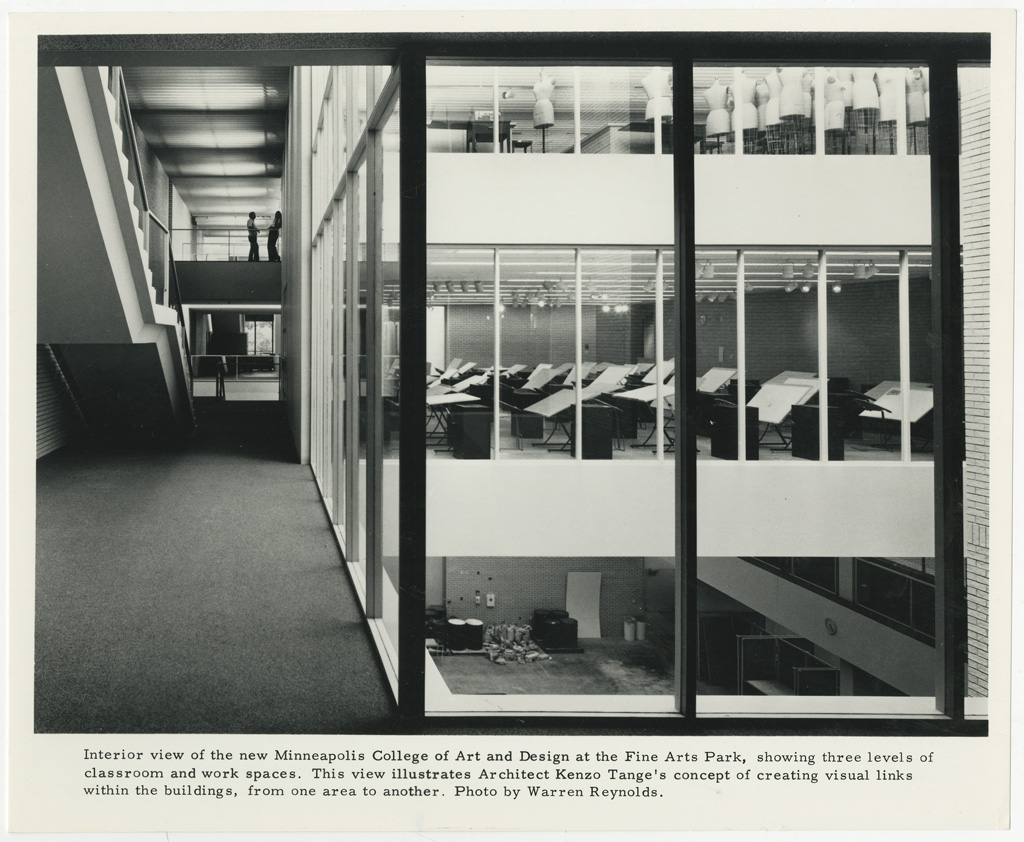 Interior view of the new Minneapolis College of Art and Design at the Fine Arts Park, showing three levels of
classroom and work spaces. This view illustrates Architect Kenzo Tange's concept of creating visual links
within the buildings, from one area to another. Photo by Warren Reynolds.